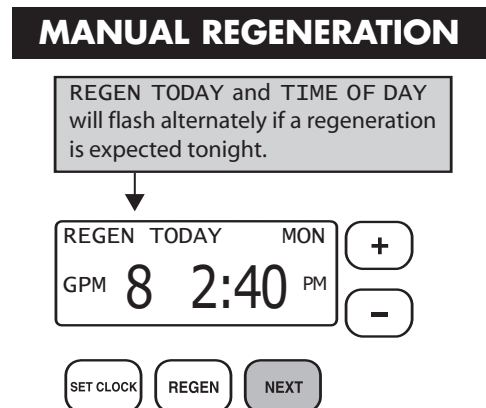 MANUAL REGENERATION
REGEN TODAY and TIME OF DAY
will flash alternately if a regeneration
is expected tonight.
REGEN TODAY MON
GPM 8 2:40 PM
+
−
SET CLOCK REGEN NEXT